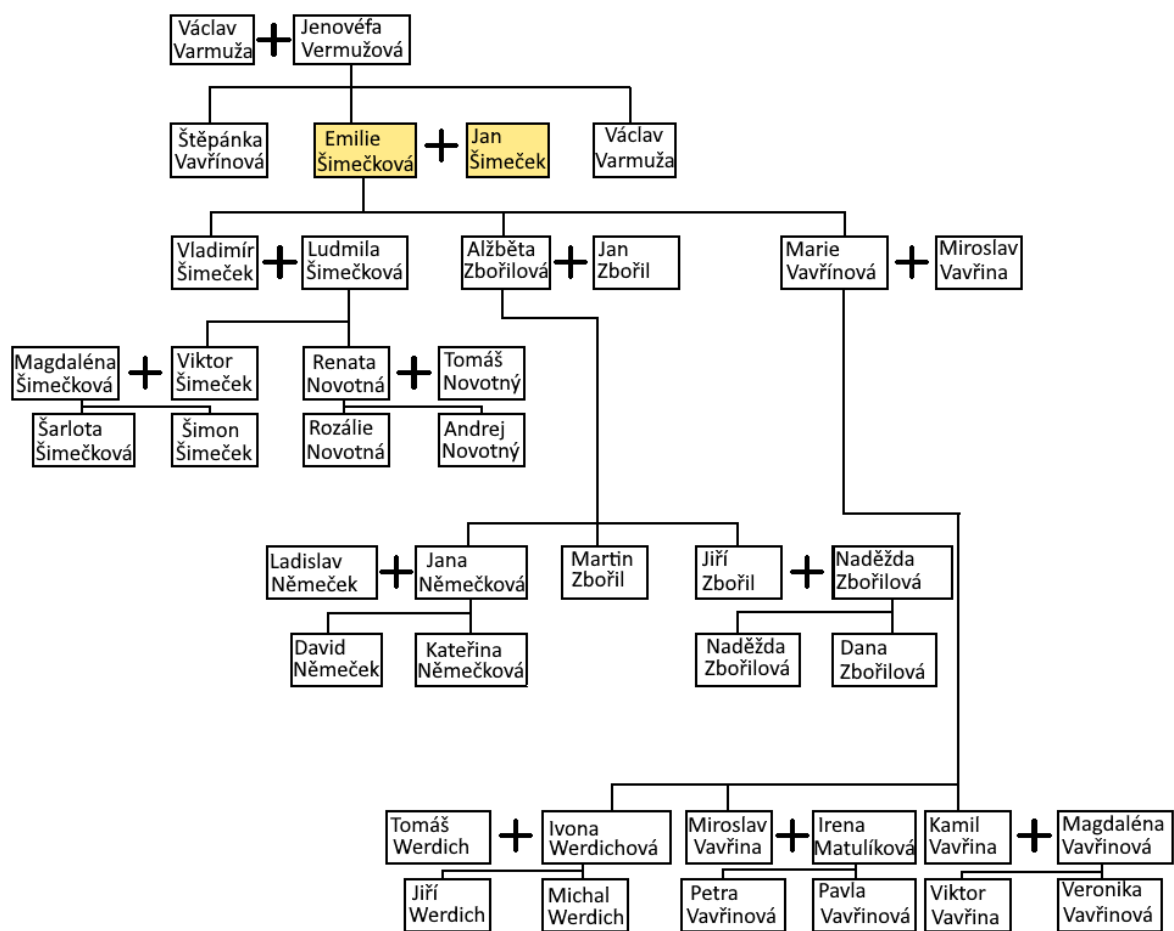 Václav
Varmuža
Jenovéfa
Vermužová
Štěpánka
Vavřínová
Emilie
Šimečková
Jan
Šimeček
Václav
Varmuža
Vladimír
Šimeček
Ludmila
Šimečková
Alžběta
Zbořilová
Jan
Zbořil
Marie
Vavřínová
Miroslav
Vavřina
Magdaléna
Šimečková
Viktor
Šimeček
Renata
Novotná
Tomáš
Novotný
Šarlota
Šimečková
Šimon
Šimeček
Rozálie
Novotná
Andrej
Novotný
Ladislav
Němeček
Jana
Němečková
Martin
Zbořil
Jiří
Zbořil
Naděžda
Zbořilová
David
Němeček
Kateřina
Němečková
Naděžda
Zbořilová
Dana
Zbořilová
Tomáš
Werdich
Ivona
Werdichová
Miroslav
Vavřina
Irena
Matulíková
Kamil
Vavřina
Magdaléna
Vavřinová
Jiří
Werdich
Michal
Werdich
Petra
Vavřinová
Pavla
Vavřinová
Viktor
Vavřina
Veronika
Vavřinová